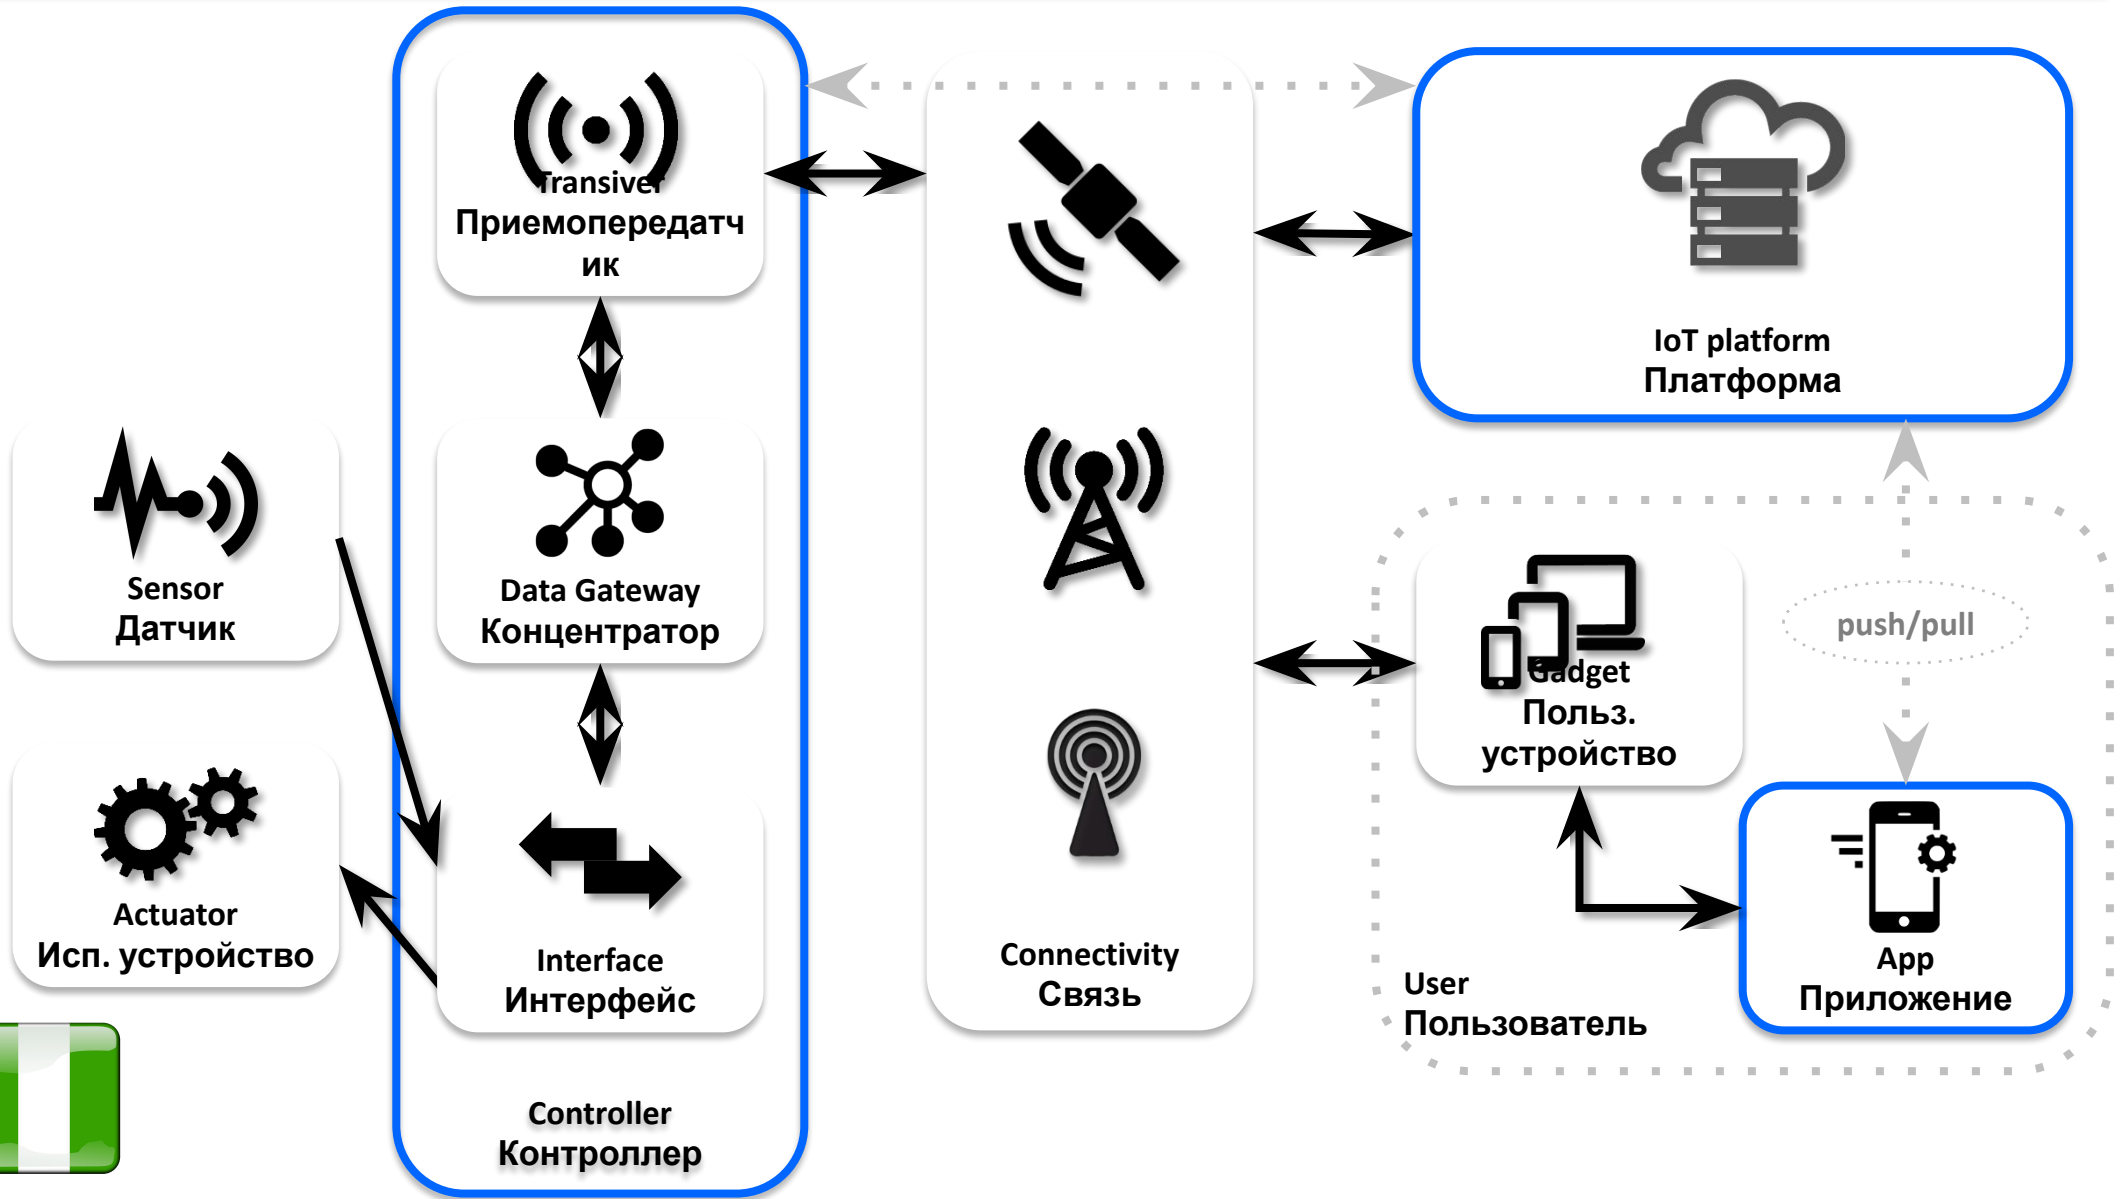 Transiver
Приемопередатч
ик
Sensor
Датчик
Actuator
Исп. устройство
Data Gateway
Концентратор
Interface
Интерфейс
Controller
Контроллер
Connectivity
Связь
IoT platform
Платформа
push/pull
Gadget
Польз.
устройство
App
Приложение
User
Пользователь